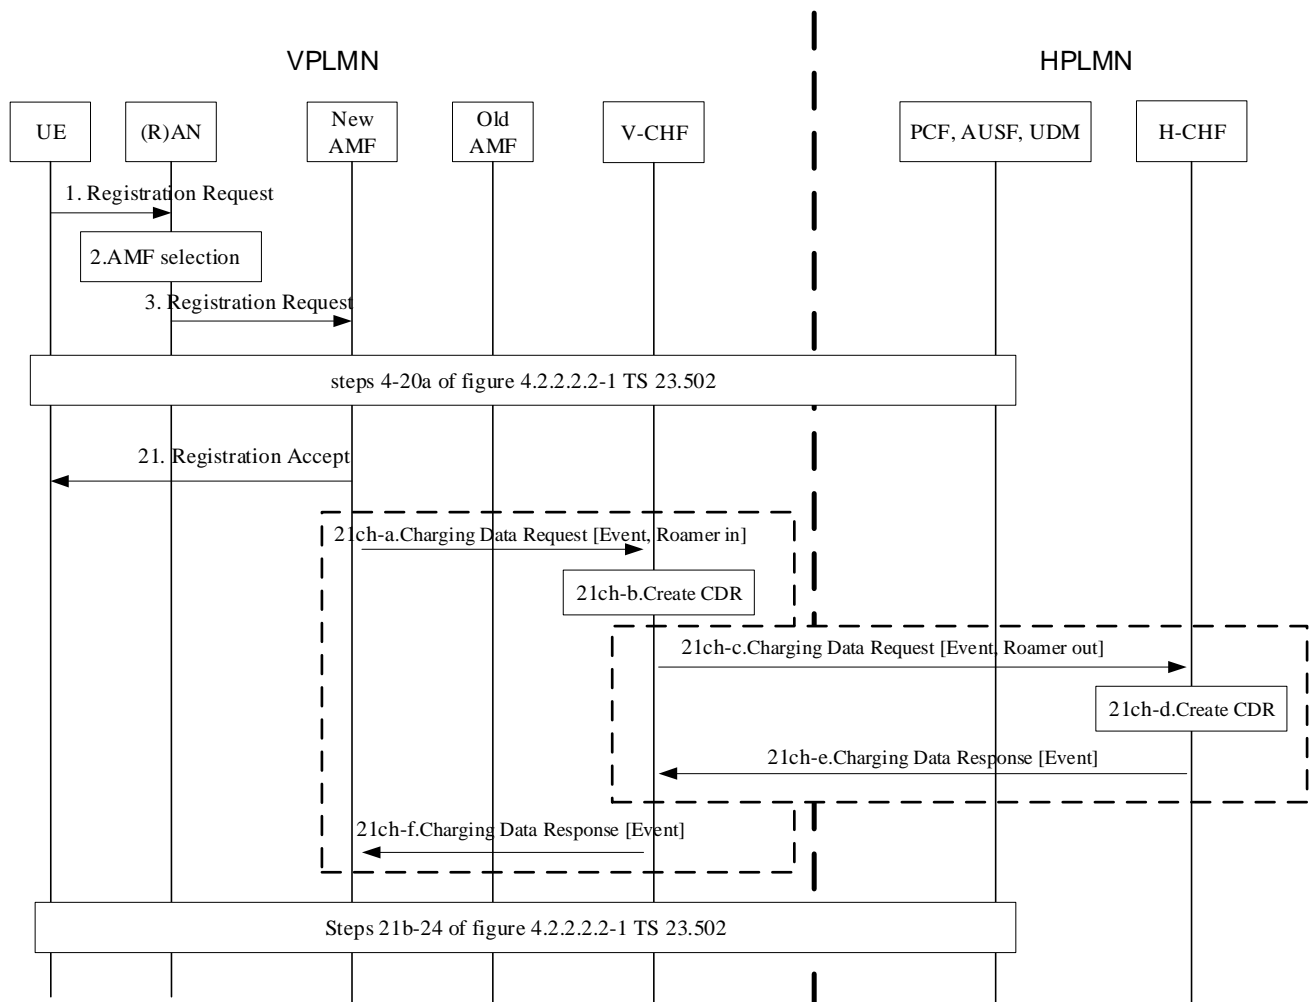 VPLMN
HPLMN
UE
(R)AN
New
AMF
Old
AMF
V-CHF
PCF, AUSF, UDM
H-CHF
1. Registration Request
2.AMF selection
3. Registration Request
steps 4-20a of figure 4.2.2.2.2-1 TS 23.502
21. Registration Accept
21ch-a.Charging Data Request [Event, Roamer in]
21ch-b.Create CDR
21ch-c.Charging Data Request [Event, Roamer out]
21ch-d.Create CDR
21ch-e.Charging Data Response [Event]
21ch-f.Charging Data Response [Event]
Steps 21b-24 of figure 4.2.2.2.2-1 TS 23.502